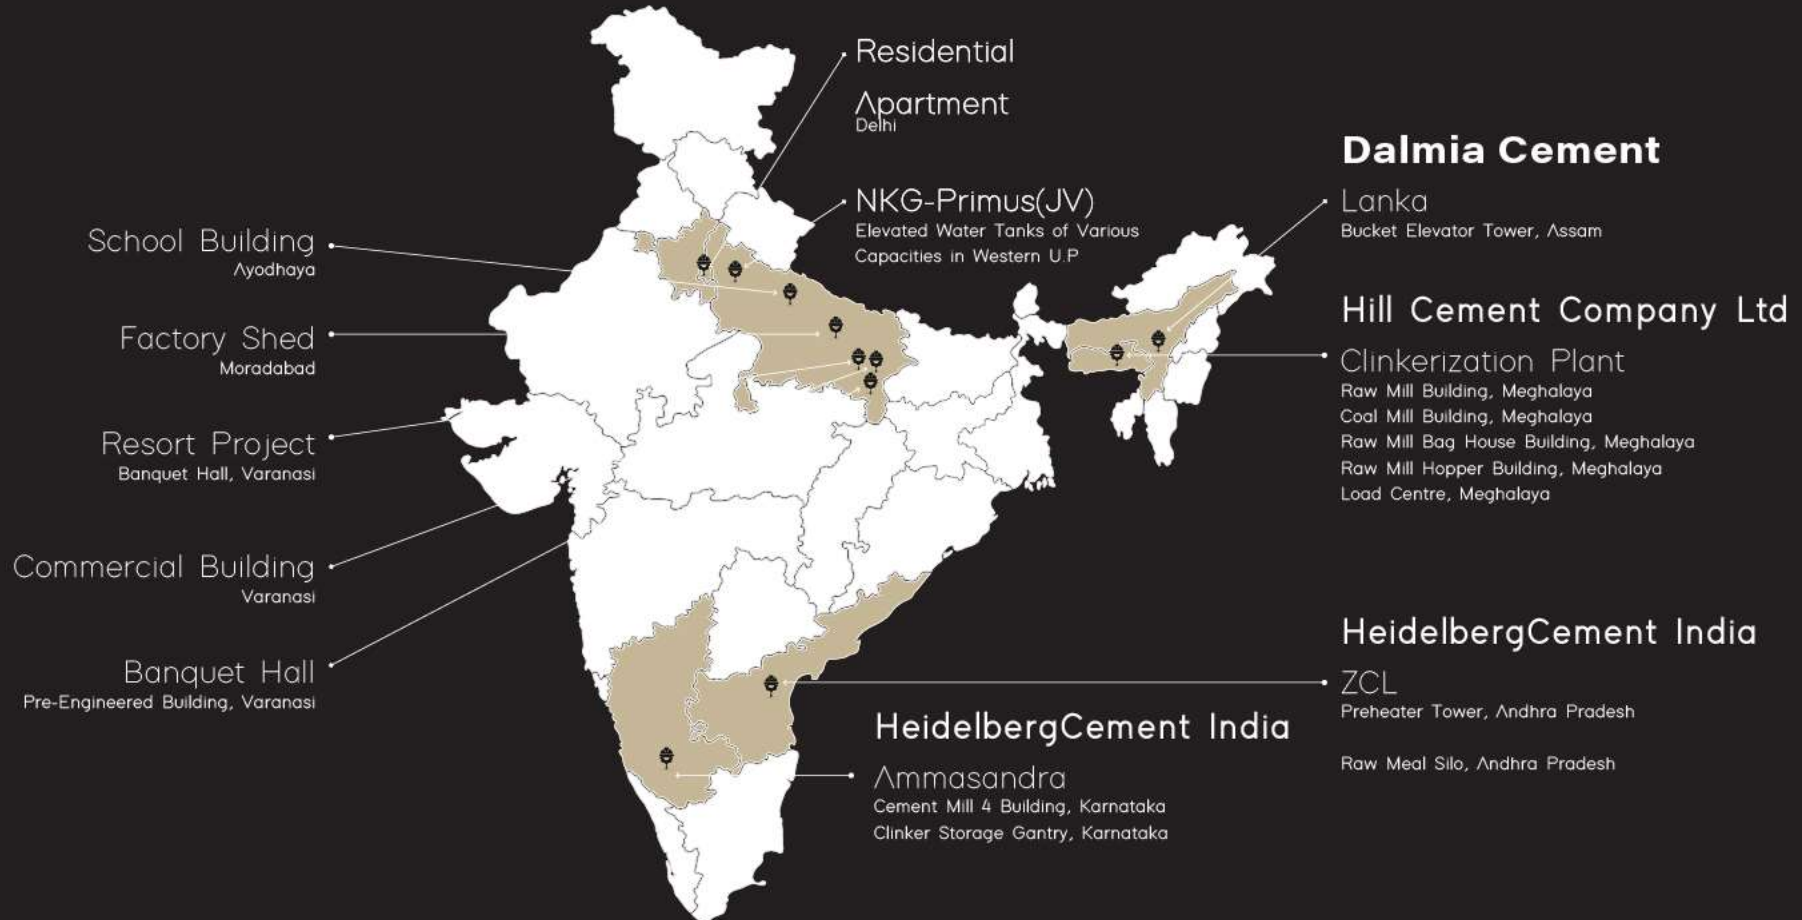 School Building
Ayodhaya
Factory Shed
Moradabad
Resort Project
Banquet Hall, Varanasi
Commercial Building
Varanasi
Banquet Hall
Pre-Engineered Building, Varanasi
Residential
Apartment
Delhi
NKG-Primus(JV)
Elevated Water Tanks of Various
Capacities in Western U.P
Dalmia Cement
Lanka
Bucket Elevator Tower, Assam
Hill Cement Company Ltd
Clinkerization Plant
Raw Mill Building, Meghalaya
Coal Mill Building, Meghalaya
Raw Mill Bag House Building, Meghalaya
Raw Mill Hopper Building, Meghalaya
Load Centre, Meghalaya
HeidelbergCement India
ZCL
Preheater Tower, Andhra Pradesh
Raw Meal Silo, Andhra Pradesh
HeidelbergCement India
Ammasandra
Cement Mill 4 Building, Karnataka
Clinker Storage Gantry, Karnataka